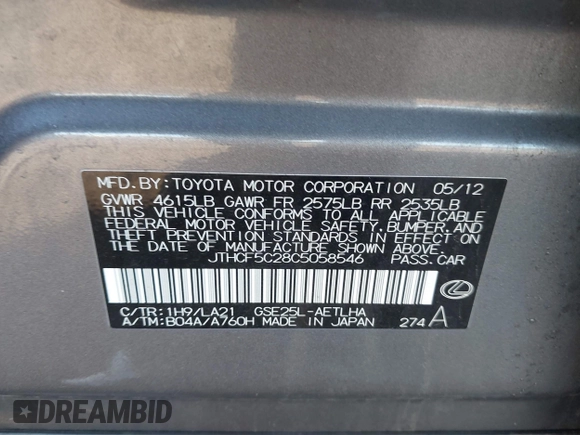 MFD. BY: TOYOTA MOTOR CORPORATION 05/12
GVWR 4615LB GAWR FR 2575LB RR 2535LB
THIS VEHICLE CONFORMS TO ALL APPLICABLE
FEDERAL MOTOR VEHICLE SAFETY, BUMPER, AND
THEFT PREVENTION STANDARDS IN EFFECT ON
THE DATE OF MANUFACTURE SHOWN ABOVE.
JTHCF5C28C5058546 PASS. CAR
C/TR: 1H9/LA21 GSE25L-AETLHA
A/TM: B04A/A760H MADE IN JAPAN 274 A
DREAMBID